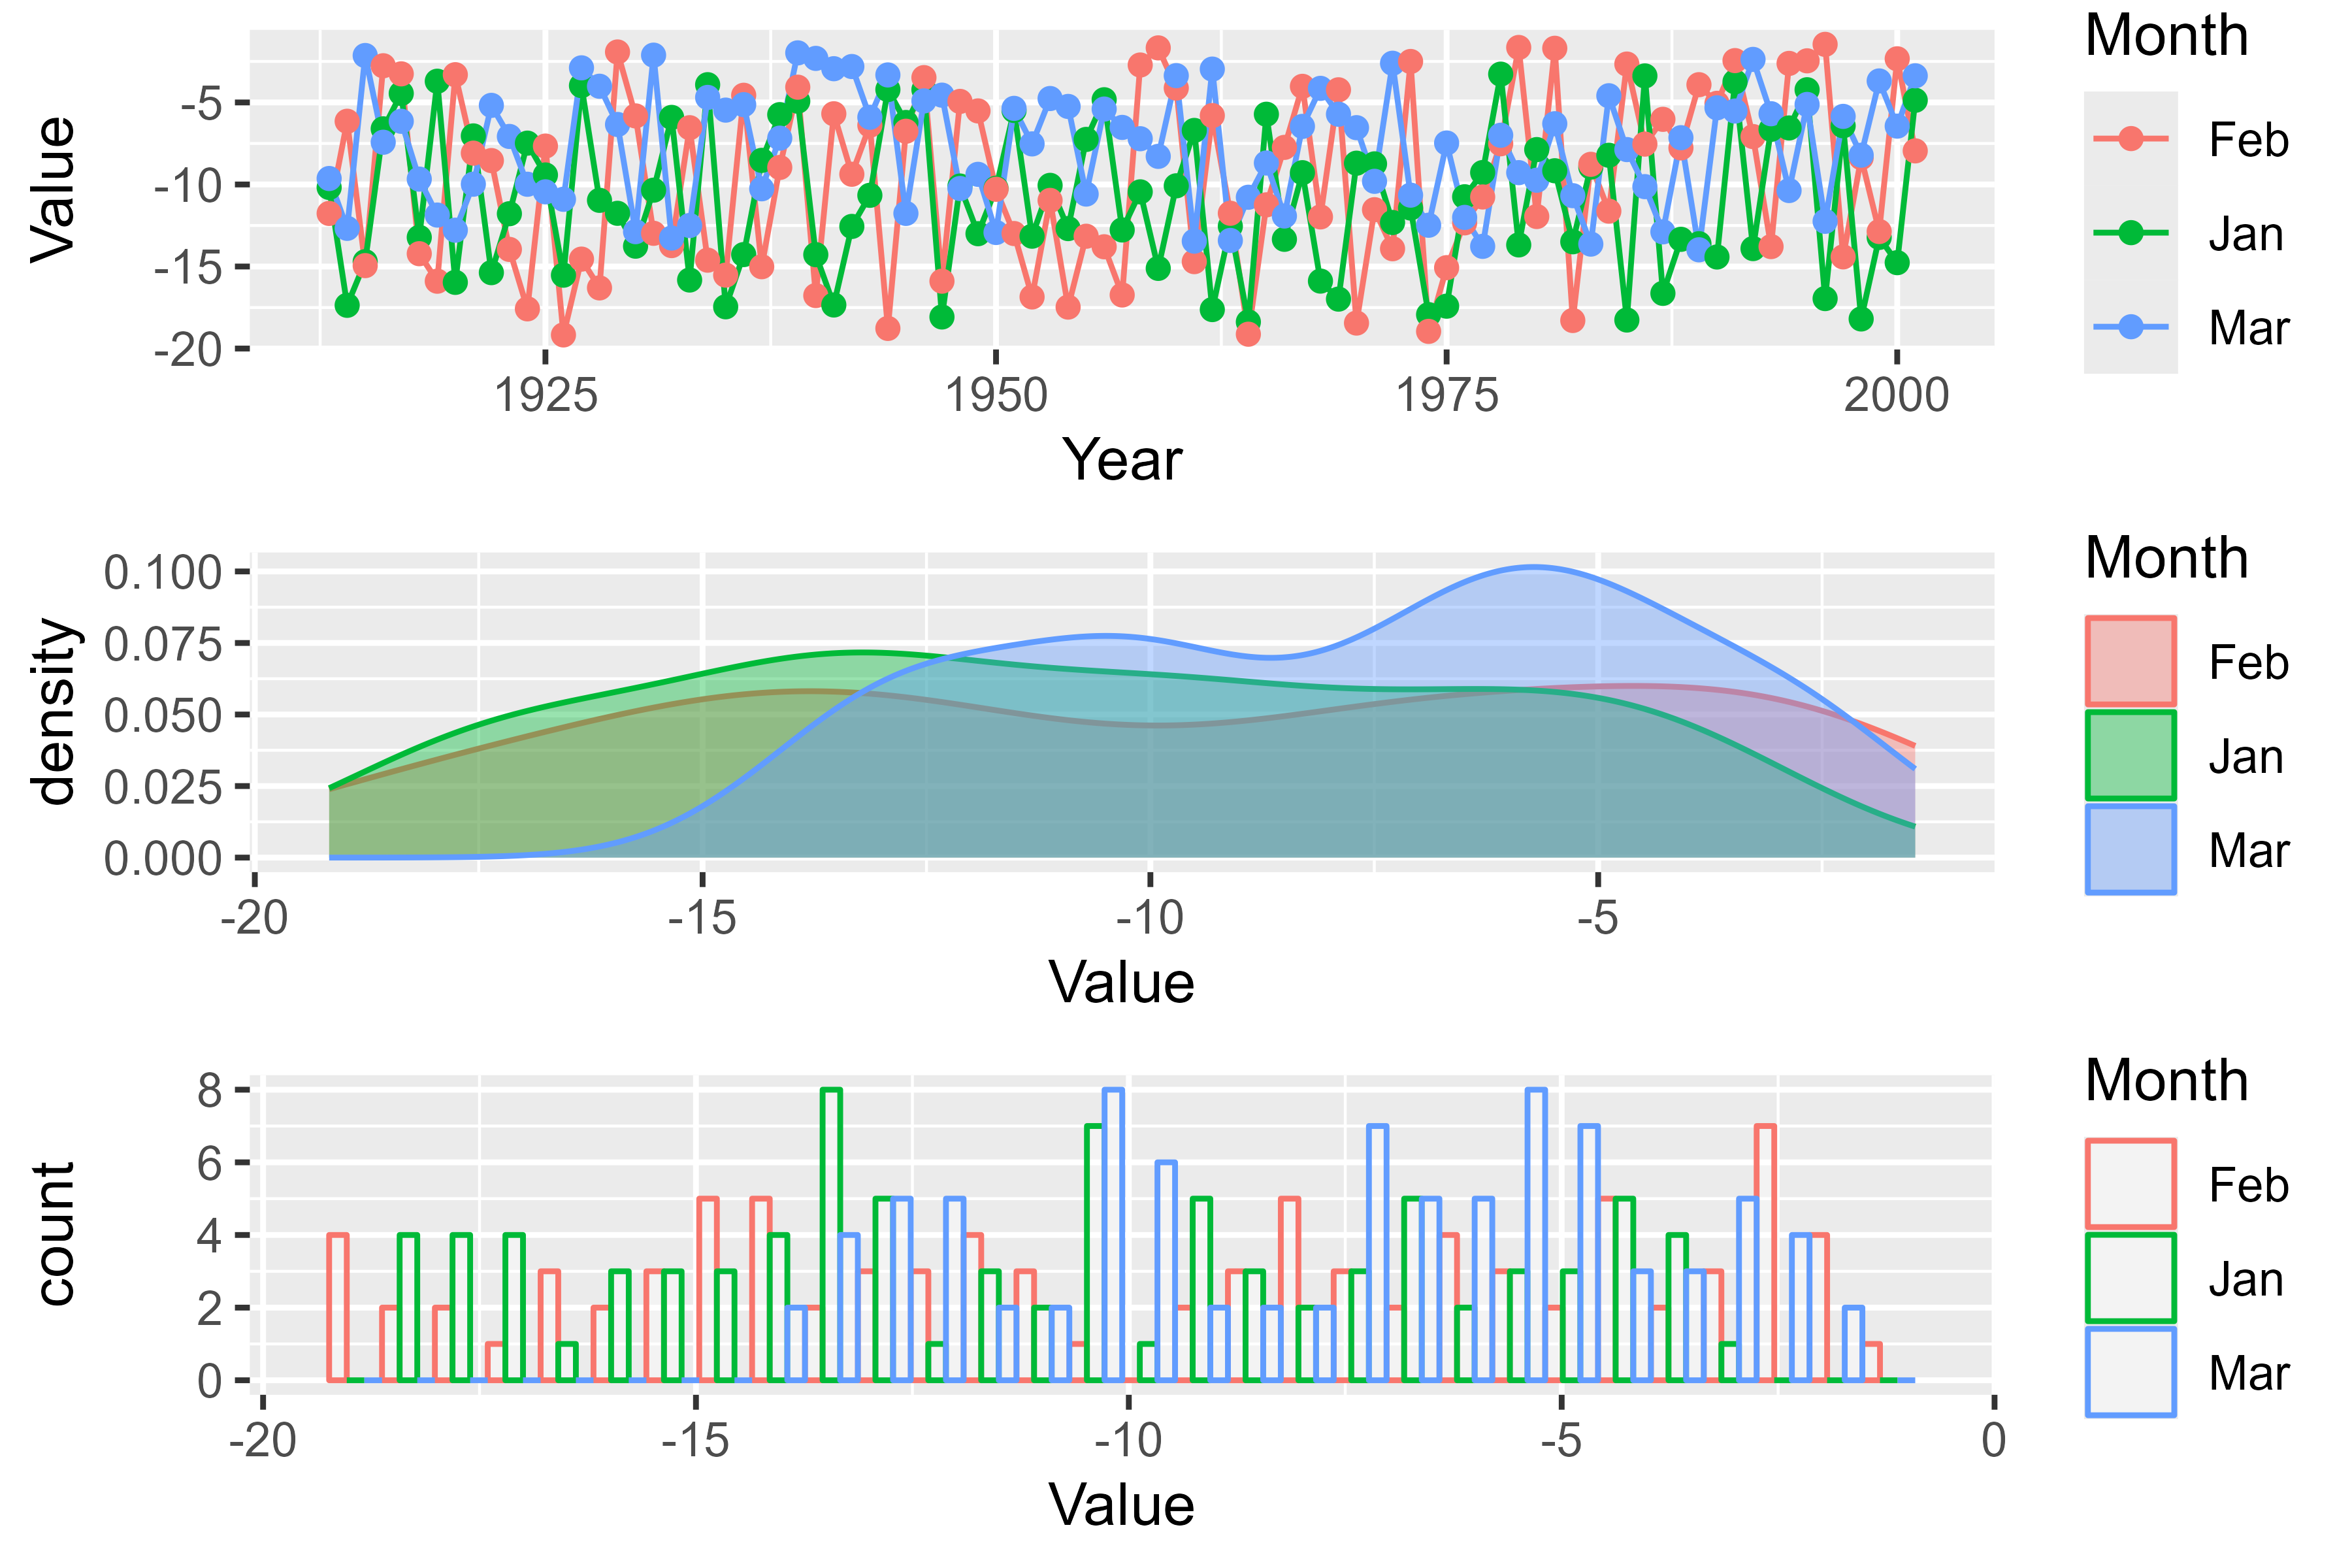 Month
Feb
Jan
Mar
Value
-5
-10
-15
-20
1925 1950 1975 2000
Year
Month
Feb
Jan
Mar
density
0.100
0.075
0.050
0.025
0.000
-20 -15 -10 -5
Value
Month
Feb
Jan
Mar
count
8
6
4
2
0
-20 -15 -10 -5 0
Value